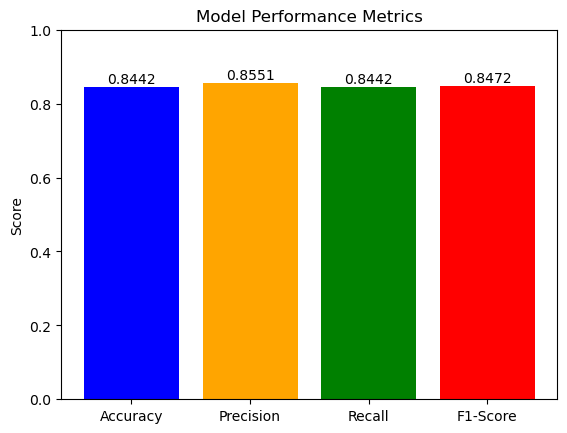 Model Performance Metrics
1.0
0.8
0.6
0.4
0.2
0.0
Score
0.8442
0.8551
0.8442
0.8472
Accuracy
Precision
Recall
F1-Score